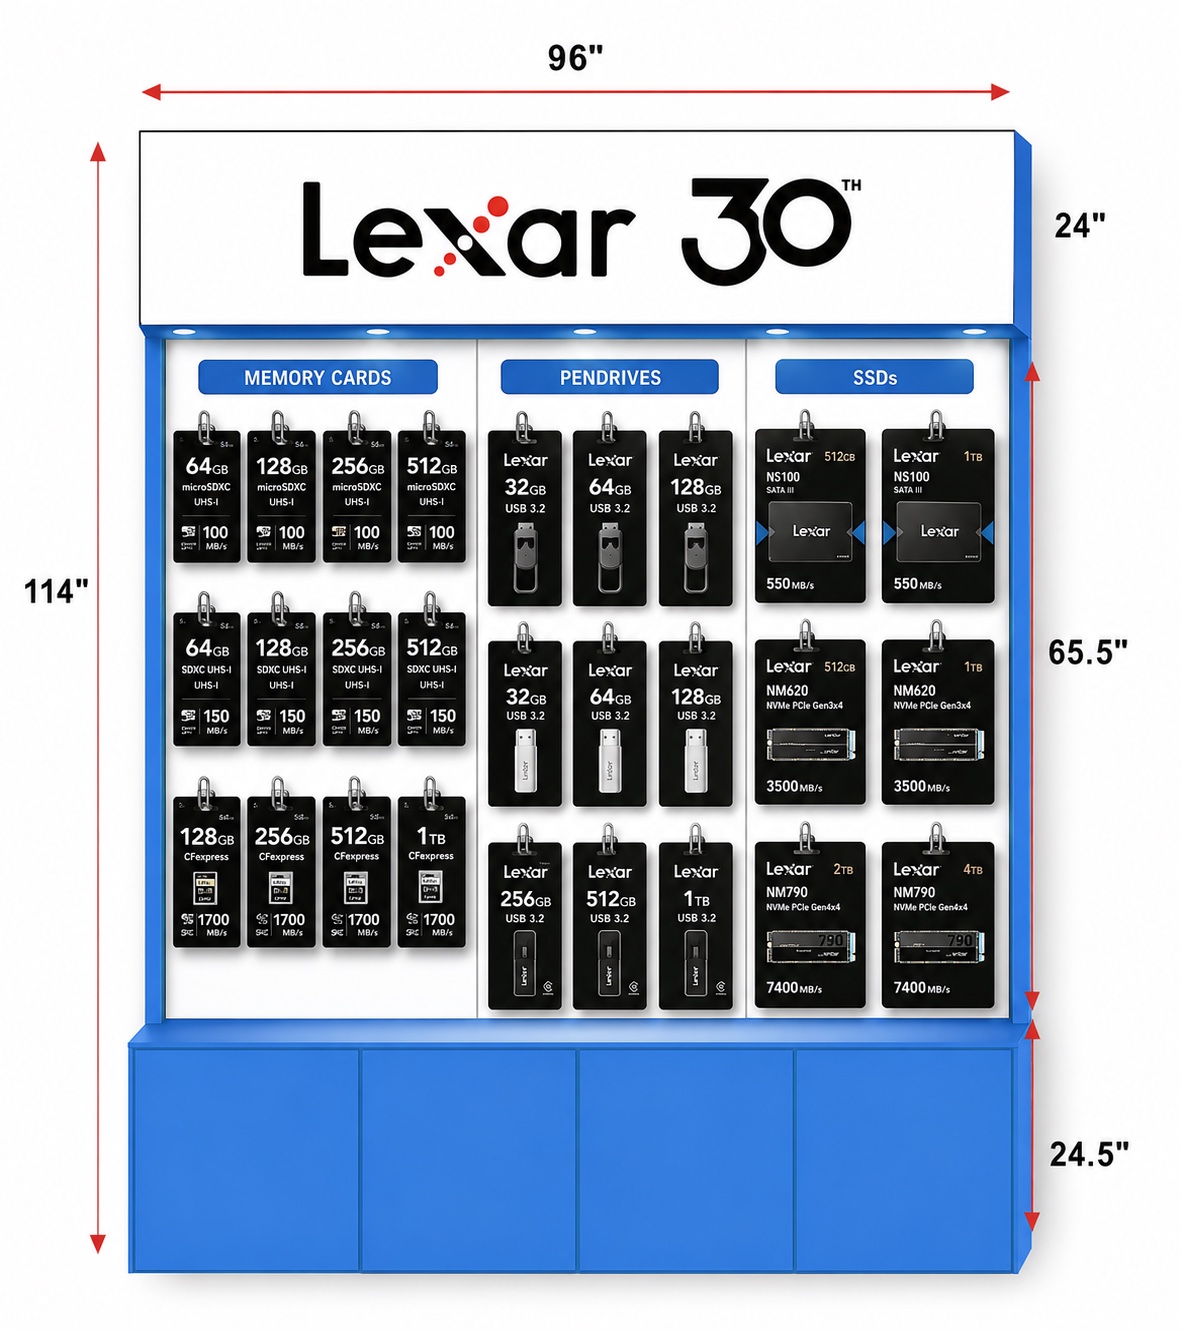 96"
24"
114"
65.5"
24.5"
Lexar 30TH
MEMORY CARDS
64GB
microSDXC
UHS-I
100
MB/s
128GB
microSDXC
UHS-I
100
MB/s
256GB
microSDXC
UHS-I
100
MB/s
512GB
microSDXC
UHS-I
100
MB/s
64GB
SDXC UHS-I
UHS-I
150
MB/s
128GB
SDXC UHS-I
UHS-I
150
MB/s
256GB
SDXC UHS-I
UHS-I
150
MB/s
512GB
SDXC UHS-I
UHS-I
150
MB/s
128GB
CFexpress
1700
MB/s
256GB
CFexpress
1700
MB/s
512GB
CFexpress
1700
MB/s
1TB
CFexpress
1700
MB/s
PENDRIVES
Lexar
32GB
USB 3.2
Lexar
64GB
USB 3.2
Lexar
128GB
USB 3.2
Lexar
32GB
USB 3.2
Lexar
Lexar
64GB
USB 3.2
Lexar
Lexar
128GB
USB 3.2
Lexar
Lexar
256GB
USB 3.2
Lexar
Lexar
512GB
USB 3.2
Lexar
Lexar
1TB
USB 3.2
Lexar
SSDs
Lexar 512GB
NS100
SATA III
Lexar
550MB/s
Lexar 1TB
NS100
SATA III
Lexar
550MB/s
Lexar 512GB
NM620
NVMe PCIe Gen3x4
3500MB/s
Lexar 1TB
NM620
NVMe PCIe Gen3x4
3500MB/s
Lexar 2TB
NM790
NVMe PCIe Gen4x4
790
7400MB/s
Lexar 4TB
NM790
NVMe PCIe Gen4x4
790
7400MB/s